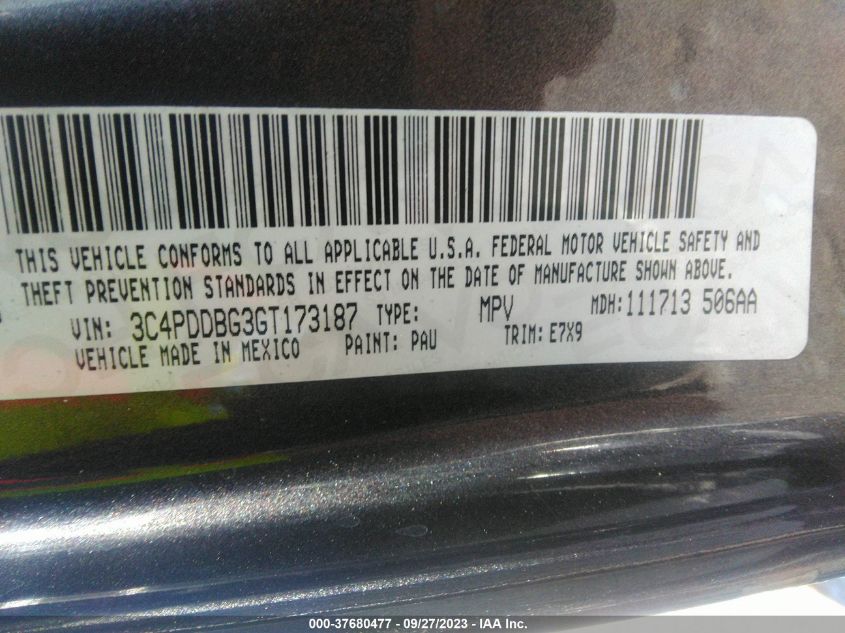 THIS VEHICLE CONFORMS TO ALL APPLICABLE U.S.A. FEDERAL MOTOR VEHICLE SAFETY AND
THEFT PREVENTION STANDARDS IN EFFECT ON THE DATE OF MANUFACTURE SHOWN ABOVE.
VIN: 3C4PDDBG3GT173187 TYPE: MPV MDH:111713 506AA
VEHICLE MADE IN MEXICO PAINT: PAU TRIM: E7X9
000-37680477 - 09/27/2023 - IAA Inc.